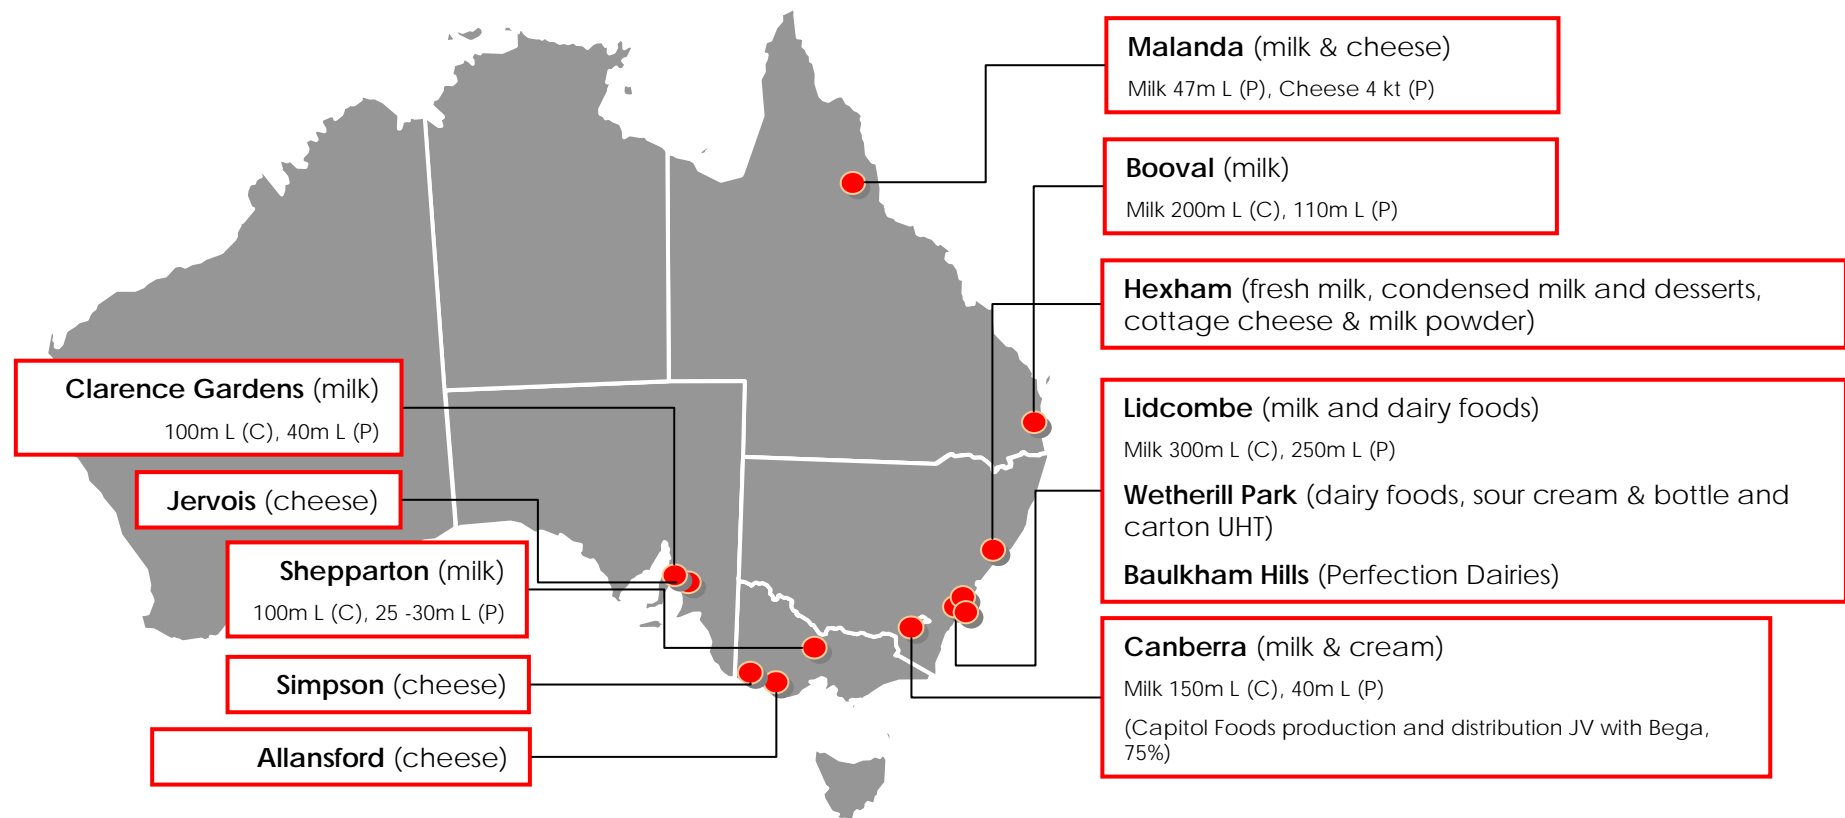 Malanda (milk & cheese)
Milk 47m L (P), Cheese 4 kt (P)
Booval (milk)
Milk 200m L (C), 110m L (P)
Hexham (fresh milk, condensed milk and desserts,
cottage cheese & milk powder)
Lidcombe (milk and dairy foods)
Milk 300m L (C), 250m L (P)
Wetherill Park (dairy foods, sour cream & bottle and
carton UHT)
Baulkham Hills (Perfection Dairies)
Canberra (milk & cream)
Milk 150m L (C), 40m L (P)
(Capitol Foods production and distribution JV with Bega,
75%)
Clarence Gardens (milk)
100m L (C), 40m L (P)
Jervois (cheese)
Shepparton (milk)
100m L (C), 25 -30m L (P)
Simpson (cheese)
Allansford (cheese)